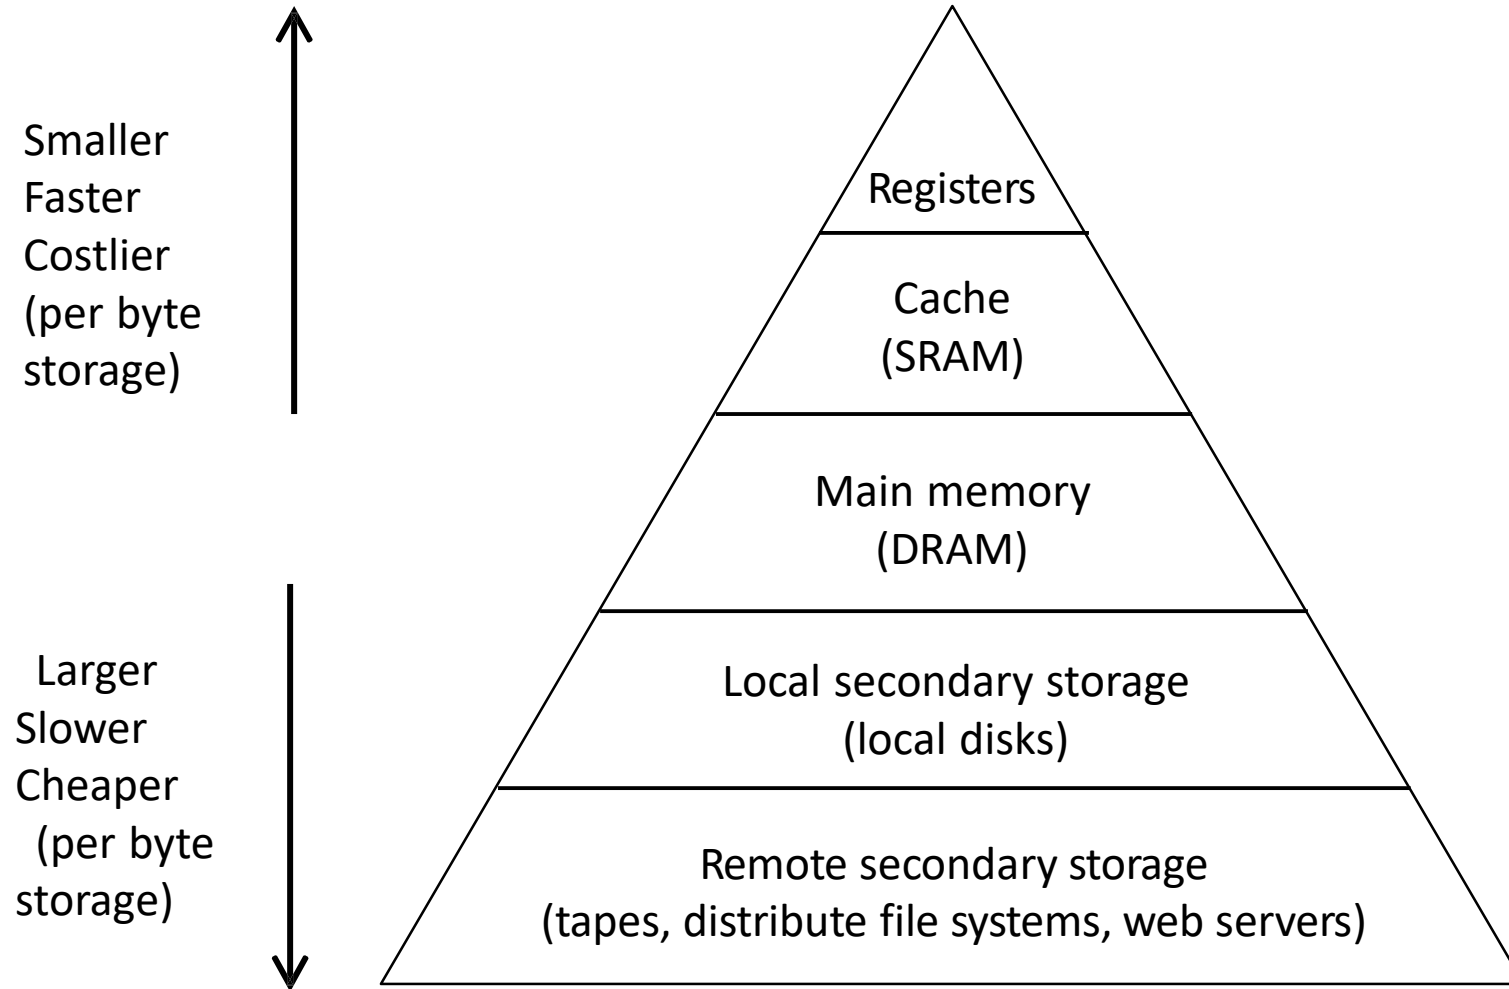 Smaller
Faster
Costlier
(per byte
storage)
Larger
Slower
Cheaper
(per byte
storage)
Registers
Cache
(SRAM)
Main memory
(DRAM)
Local secondary storage
(local disks)
Remote secondary storage
(tapes, distribute file systems, web servers)